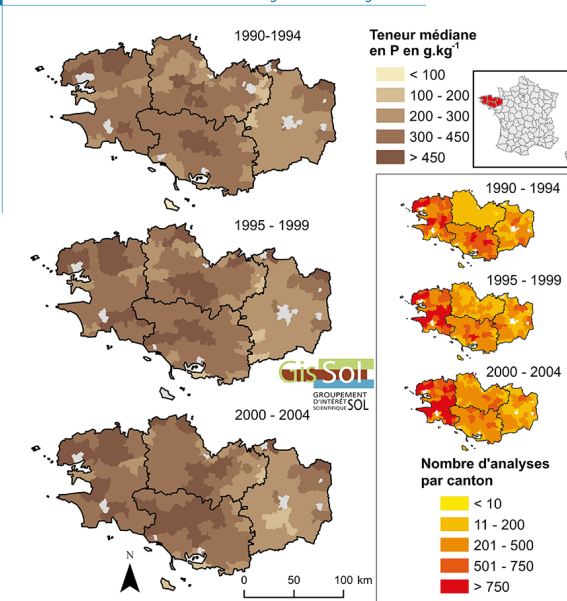 1990-1994
Teneur médiane
en P en g.kg-1
< 100
100 - 200
200 - 300
300 - 450
> 450
1995 - 1999
2000 - 2004
GisSol
GROUPEMENT
D'INTÉRÊT
SCIENTIFIQUE SOL
N
0 50 100 km
1990 - 1994
1995 - 1999
2000 - 2004
Nombre d'analyses
par canton
< 10
11 - 200
201 - 500
501 - 750
> 750